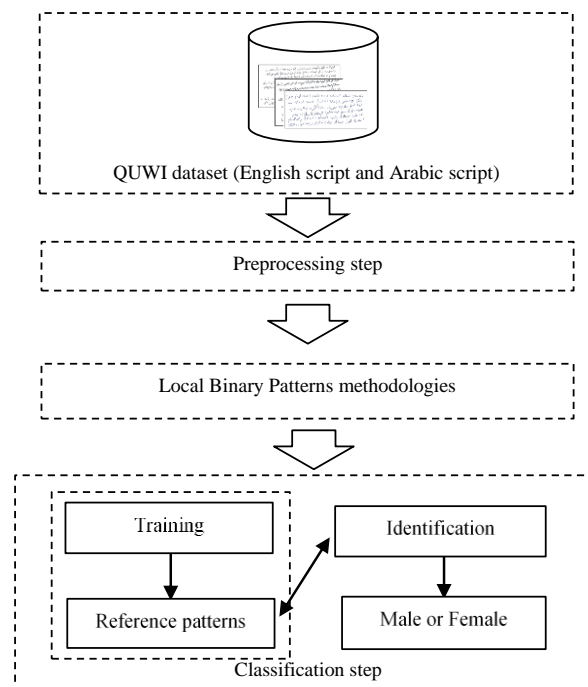 QUWI dataset (English script and Arabic script)
Preprocessing step
Local Binary Patterns methodologies
Training
Identification
Reference patterns
Male or Female
Classification step